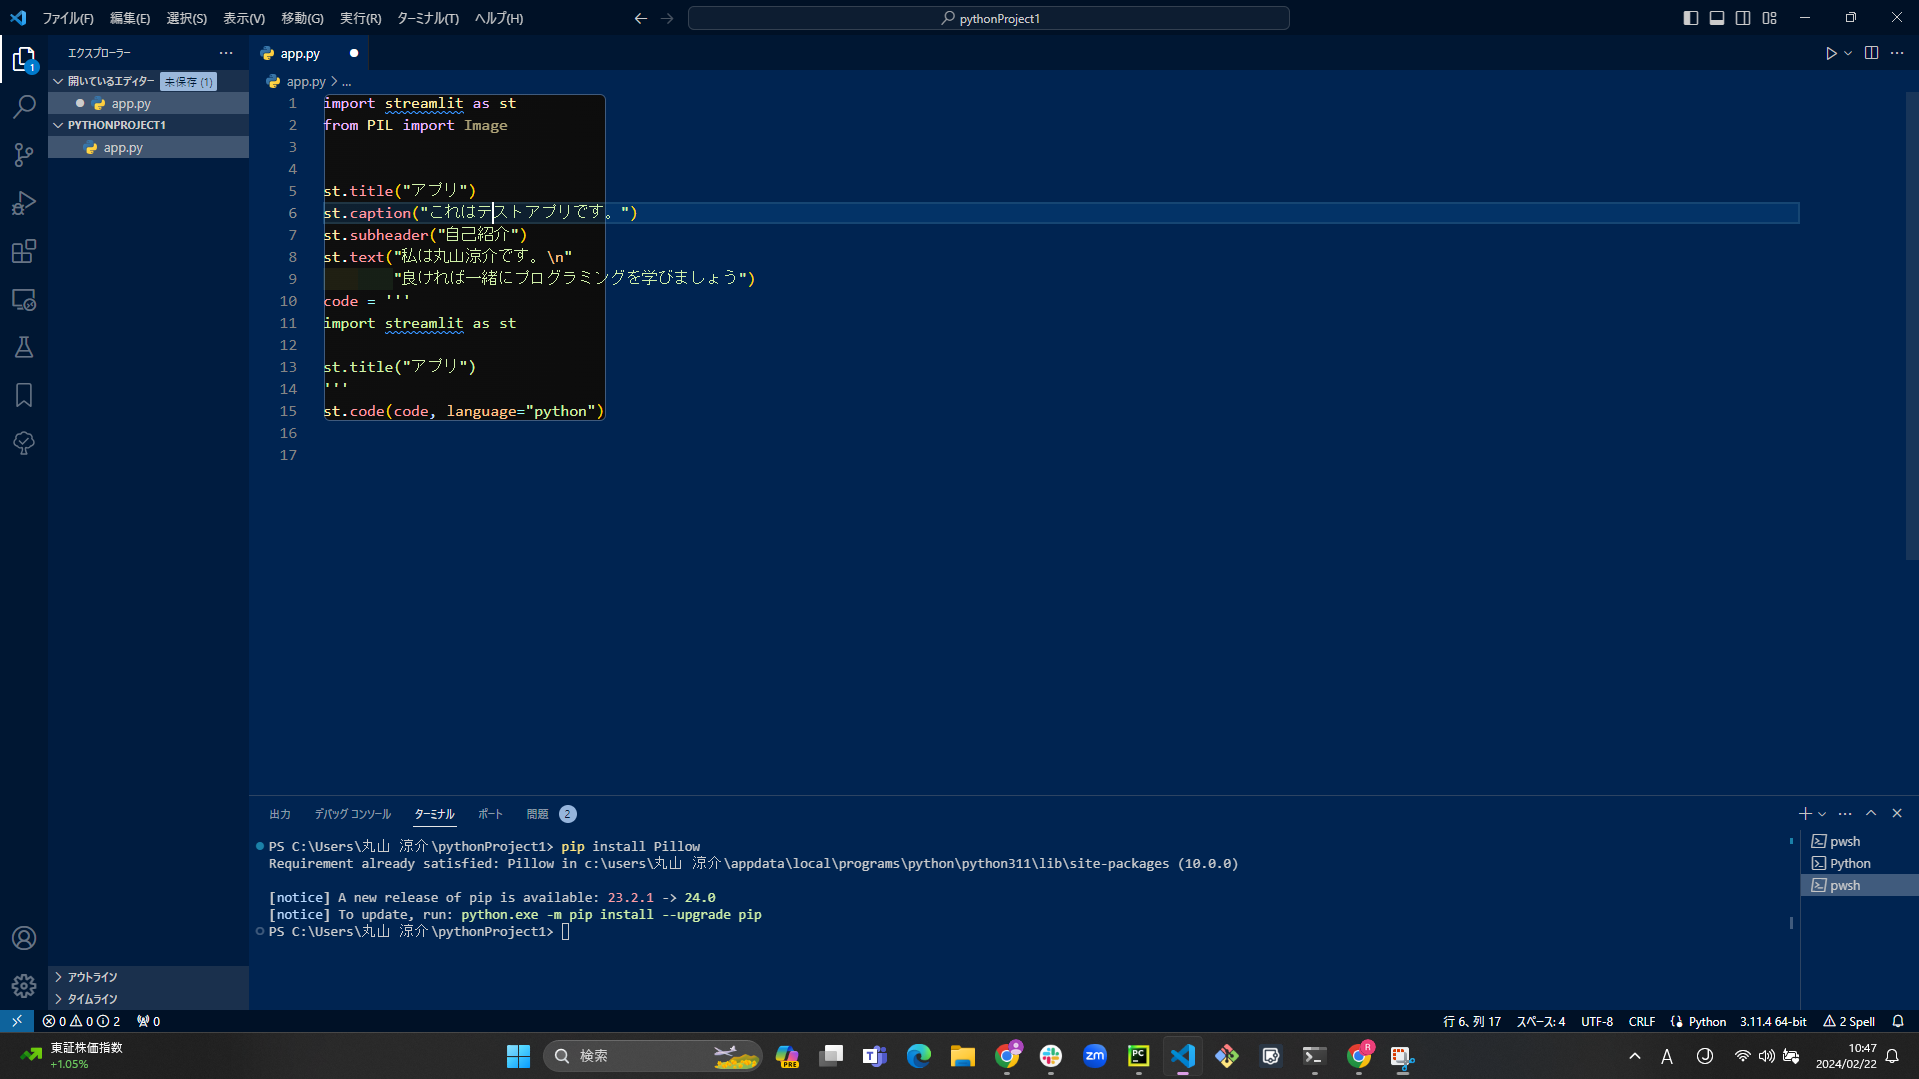 ファイル(F) 編集(E) 選択(S) 表示(V) 移動(G) 実行(R) ターミナル(T) ヘルプ(H)
pythonProject1
エクスプローラー
開いているエディター 未保存 (1)
app.py
PYTHONPROJECT1
app.py
アウトライン
タイムライン
1
app.py
app.py > ...
1 import streamlit as st
2 from PIL import Image
3
4
5 st.title("アプリ")
6 st.caption("これはテストアプリです。")
7 st.subheader("自己紹介")
8 st.text("私は丸山涼介です。\n"
9 "良ければ一緒にプログラミングを学びましょう")
10 code = '''
11 import streamlit as st
12
13 st.title("アプリ")
14 '''
15 st.code(code, language="python")
16
17
出力 デバッグ コンソール ターミナル ポート 問題 2
PS C:\Users\丸山 涼介\pythonProject1> pip install Pillow
Requirement already satisfied: Pillow in c:\users\丸山 涼介\appdata\local\programs\python\python311\lib\site-packages (10.0.0)
[notice] A new release of pip is available: 23.2.1 -> 24.0
[notice] To update, run: python.exe -m pip install --upgrade pip
PS C:\Users\丸山 涼介\pythonProject1>
pwsh
Python
pwsh
0 0 2 0
行 6、列 17 スペース: 4 UTF-8 CRLF Python 3.11.4 64-bit 2 Spell
東証株価指数
+1.05%
検索
PRE
zm
PC
R
A
10:47
2024/02/22